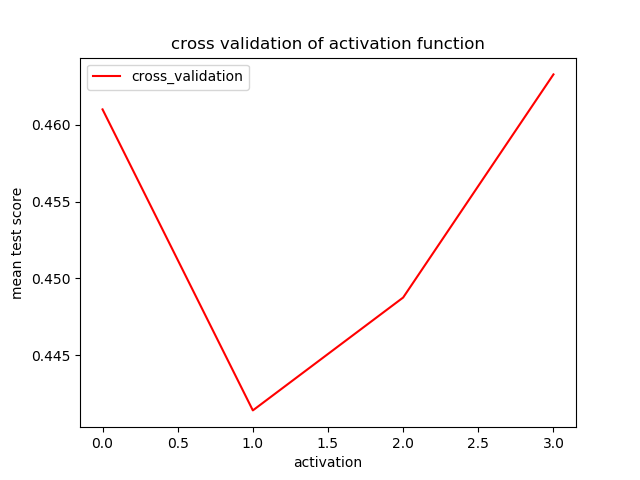 cross validation of activation function
cross_validation
mean test score
0.460
0.455
0.450
0.445
0.0 0.5 1.0 1.5 2.0 2.5 3.0
activation